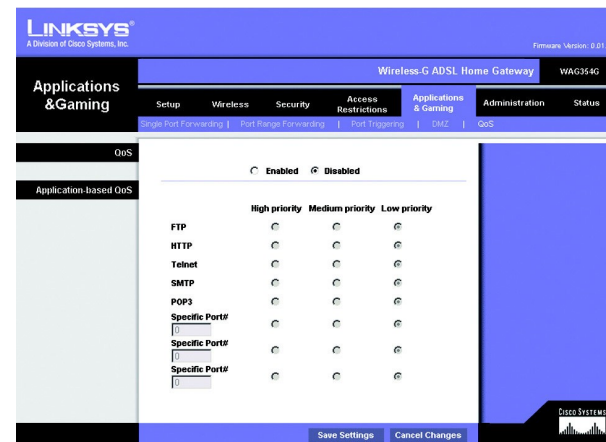 LINKSYS®
A Division of Cisco Systems, Inc.
Firmware Version: 0.01
Wireless-G ADSL Home Gateway WAG354G
Applications & Gaming
Setup Wireless Security Access Restrictions Applications & Gaming Administration Status
Single Port Forwarding | Port Range Forwarding | Port Triggering | DMZ | QoS
QoS
Enabled Disabled
Application-based QoS
High priority Medium priority Low priority
FTP
HTTP
Telnet
SMTP
POP3
Specific Port#
0
Specific Port#
0
Specific Port#
0
Save Settings Cancel Changes
CISCO SYSTEMS